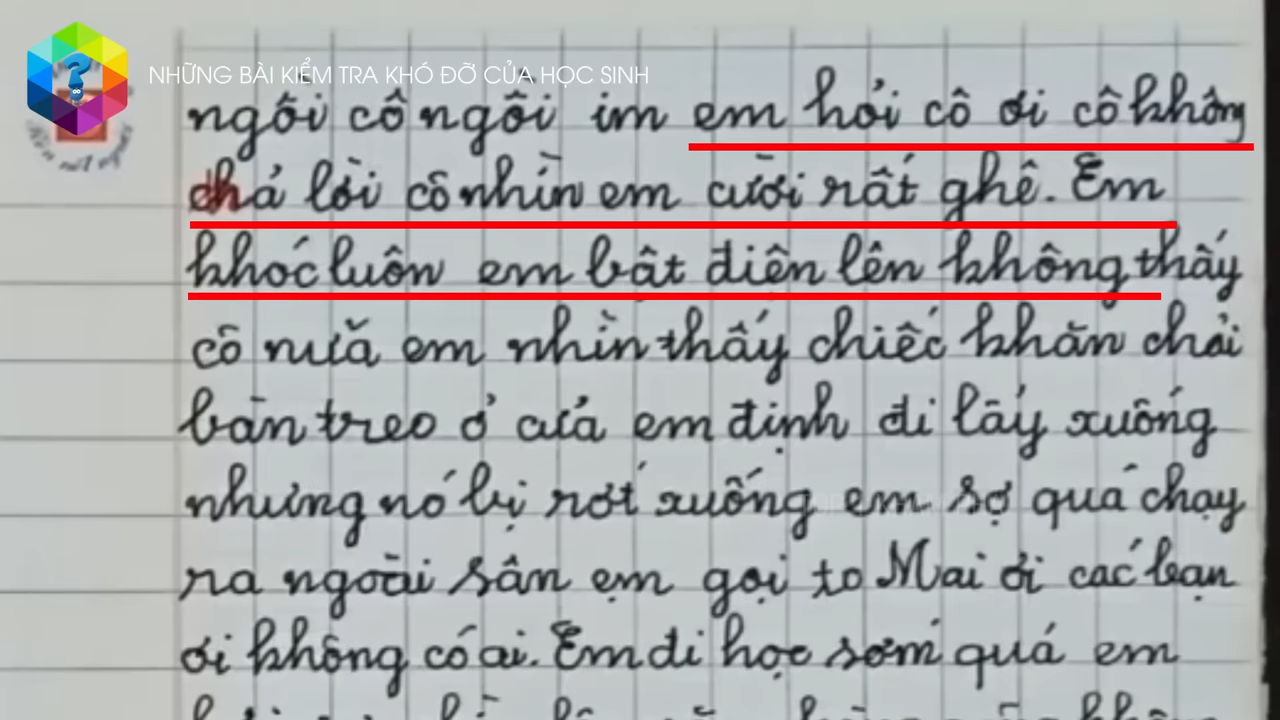 NHỮNG BÀI KIỂM TRA KHÓ ĐỠ CỦA HỌC SINH
ngồi cô ngồi im em hỏi cô ơi cô không
chả lời cô nhìn em cười rất ghê. Em
khóc luôn em bật điện lên không thấy
cô nữa em nhìn thấy chiếc khăn chải
bàn treo ở cửa em định đi lấy xuống
nhưng nó bị rớt xuống em sợ quá chạy
ra ngoài sân em gọi to Mai ơi các bạn
ơi không có ai. Em đi học sớm quá em